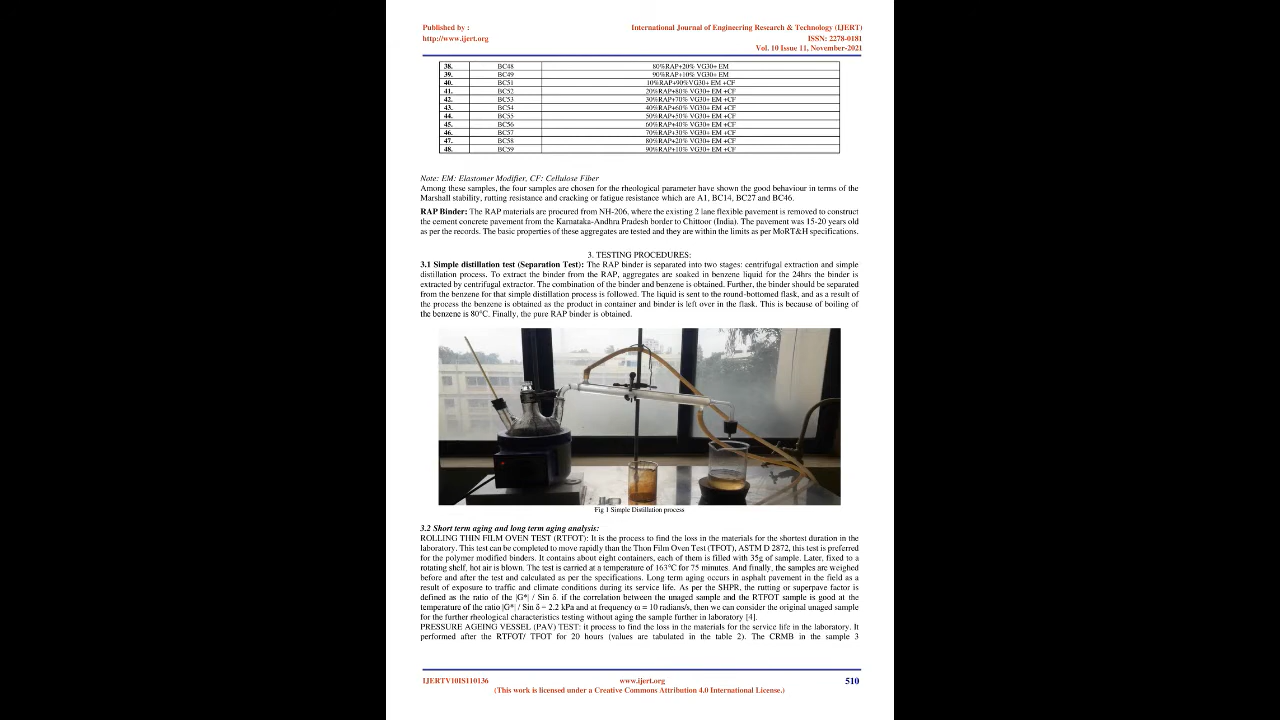 Published by :
International Journal of Engineering Research & Technology (IJERT)
http://www.ijert.org
ISSN: 2278-0181
Vol. 10 Issue 11, November-2021
38. BC48 80%RAP+20% VG30+ EM
39. BC49 90%RAP+10% VG30+ EM
40. BC51 10%RAP+90%VG30+ EM +CF
41. BC52 20%RAP+80% VG30+ EM +CF
42. BC53 30%RAP+70% VG30+ EM +CF
43. BC54 40%RAP+60% VG30+ EM +CF
44. BC55 50%RAP+50% VG30+ EM +CF
45. BC56 60%RAP+40% VG30+ EM +CF
46. BC57 70%RAP+30% VG30+ EM +CF
47. BC58 80%RAP+20% VG30+ EM +CF
48. BC59 90%RAP+10% VG30+ EM +CF
Note: EM: Elastomer Modifier, CF: Cellulose Fiber
Among these samples, the four samples are chosen for the rheological parameter have shown the good behaviour in terms of the
Marshall stability, rutting resistance and cracking or fatigue resistance which are A1, BC14, BC27 and BC46.
RAP Binder: The RAP materials are procured from NH-206, where the existing 2 lane flexible pavement is removed to construct
the cement concrete pavement from the Karnataka-Andhra Pradesh border to Chittoor (India). The pavement was 15-20 years old
as per the records. The basic properties of these aggregates are tested and they are within the limits as per MoRT&H specifications.
3. TESTING PROCEDURES:
3.1 Simple distillation test (Separation Test): The RAP binder is separated into two stages: centrifugal extraction and simple
distillation process. To extract the binder from the RAP, aggregates are soaked in benzene liquid for the 24hrs the binder is
extracted by centrifugal extractor. The combination of the binder and benzene is obtained. Further, the binder should be separated
from the benzene for that simple distillation process is followed. The liquid is sent to the round-bottomed flask, and as a result of
the process the benzene is obtained as the product in container and binder is left over in the flask. This is because of boiling of
the benzene is 80°C. Finally, the pure RAP binder is obtained.
Fig 1 Simple Distillation process
3.2 Short term aging and long term aging analysis:
ROLLING THIN FILM OVEN TEST (RTFOT): It is the process to find the loss in the materials for the shortest duration in the
laboratory. This test can be completed to move rapidly than the Thon Film Oven Test (TFOT), ASTM D 2872, this test is preferred
for the polymer modified binders. It contains about eight containers, each of them is filled with 35g of sample. Later, fixed to a
rotating shelf, hot air is blown. The test is carried at a temperature of 163°C for 75 minutes. And finally, the samples are weighed
before and after the test and calculated as per the specifications. Long term aging occurs in asphalt pavement in the field as a
result of exposure to traffic and climate conditions during its service life. As per the SHPR, the rutting or superpave factor is
defined as the ratio of the |G*| / Sin δ. if the correlation between the unaged sample and the RTFOT sample is good at the
temperature of the ratio |G*| / Sin δ = 2.2 kPa and at frequency ω = 10 radians/s, then we can consider the original unaged sample
for the further rheological characteristics testing without aging the sample further in laboratory [4].
PRESSURE AGEING VESSEL (PAV) TEST: it process to find the loss in the materials for the service life in the laboratory. It
performed after the RTFOT/ TFOT for 20 hours (values are tabulated in the table 2). The CRMB in the sample 3
IJERTV10IS110136
www.ijert.org
510
(This work is licensed under a Creative Commons Attribution 4.0 International License.)